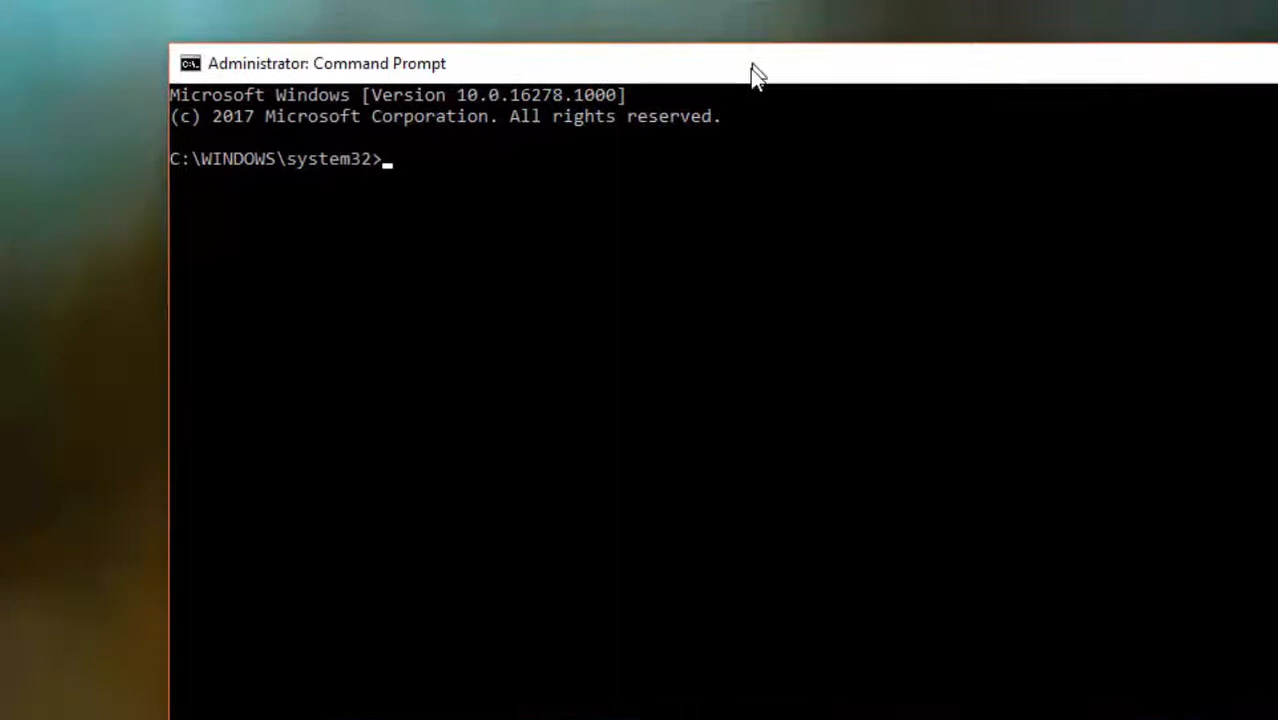 Administrator: Command Prompt
Microsoft Windows [Version 10.0.16278.1000]
(c) 2017 Microsoft Corporation. All rights reserved.
C:\WINDOWS\system32>